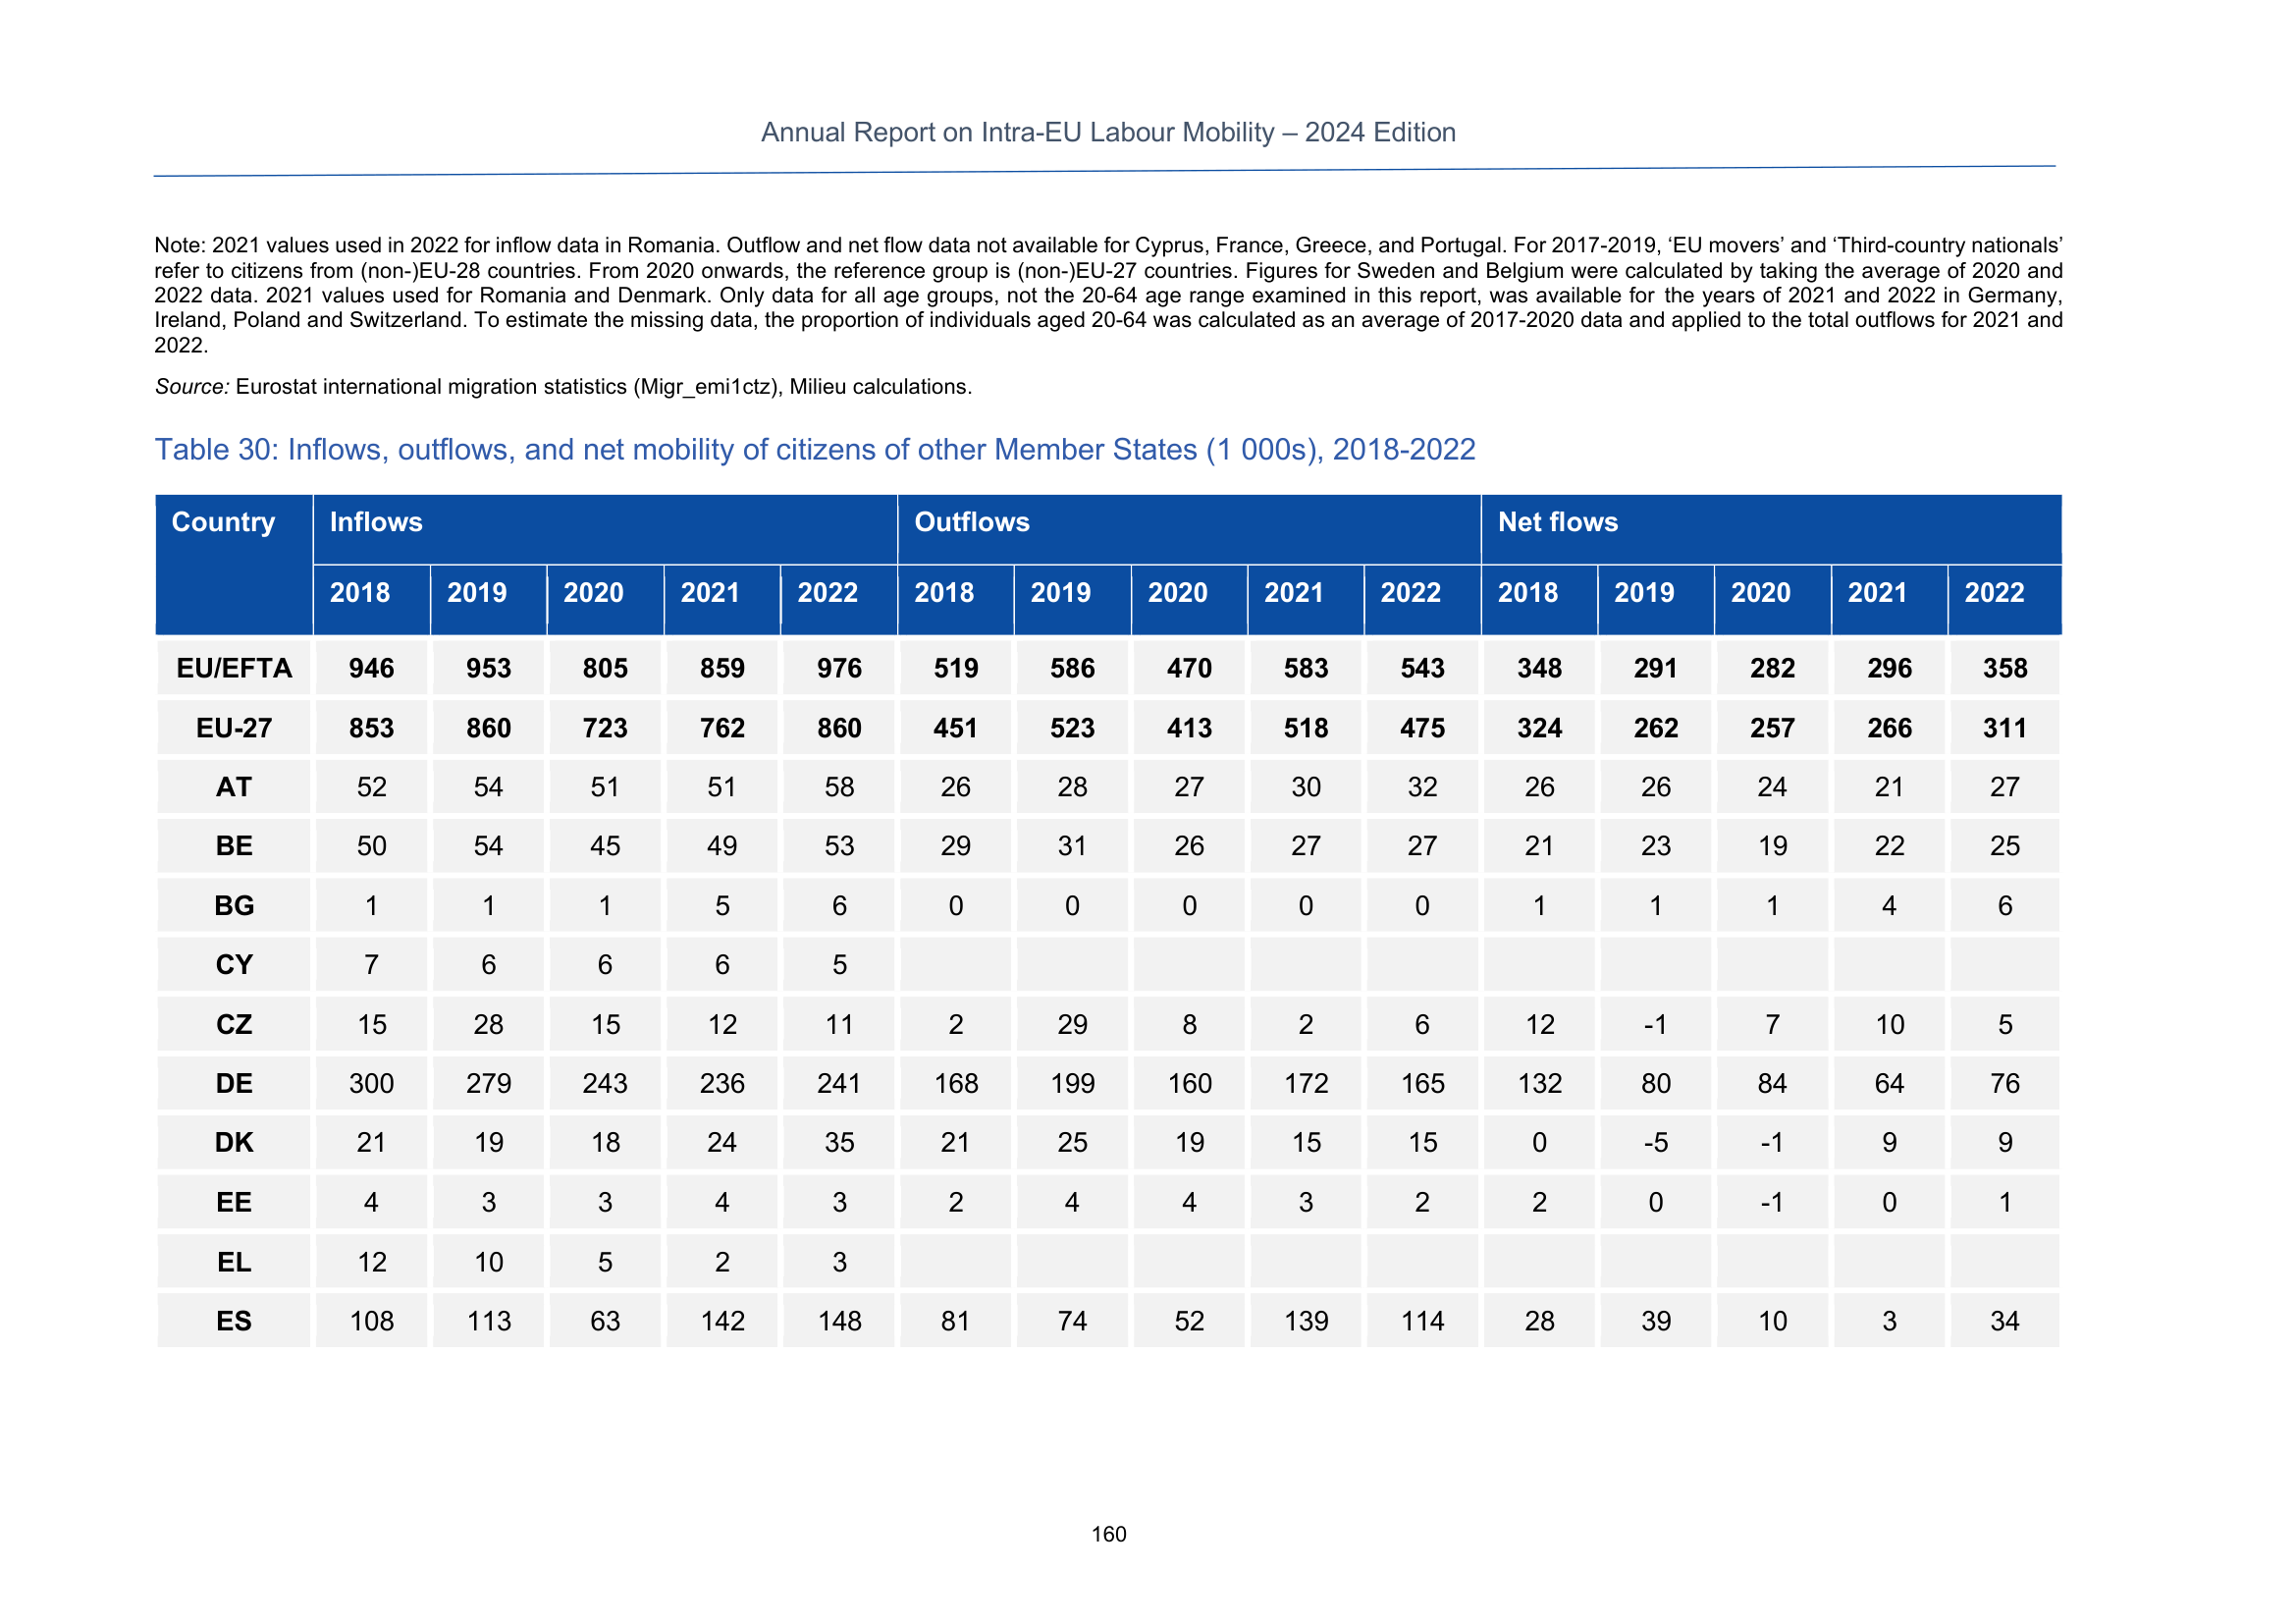 Annual Report on Intra-EU Labour Mobility – 2024 Edition
Note: 2021 values used in 2022 for inflow data in Romania. Outflow and net flow data not available for Cyprus, France, Greece, and Portugal. For 2017-2019, ‘EU movers’ and ‘Third-country nationals’
refer to citizens from (non-)EU-28 countries. From 2020 onwards, the reference group is (non-)EU-27 countries. Figures for Sweden and Belgium were calculated by taking the average of 2020 and
2022 data. 2021 values used for Romania and Denmark. Only data for all age groups, not the 20-64 age range examined in this report, was available for the years of 2021 and 2022 in Germany,
Ireland, Poland and Switzerland. To estimate the missing data, the proportion of individuals aged 20-64 was calculated as an average of 2017-2020 data and applied to the total outflows for 2021 and
2022.
Source: Eurostat international migration statistics (Migr_emi1ctz), Milieu calculations.
Table 30: Inflows, outflows, and net mobility of citizens of other Member States (1 000s), 2018-2022
Country Inflows Outflows Net flows
2018 2019 2020 2021 2022 2018 2019 2020 2021 2022 2018 2019 2020 2021 2022
EU/EFTA 946 953 805 859 976 519 586 470 583 543 348 291 282 296 358
EU-27 853 860 723 762 860 451 523 413 518 475 324 262 257 266 311
AT 52 54 51 51 58 26 28 27 30 32 26 26 24 21 27
BE 50 54 45 49 53 29 31 26 27 27 21 23 19 22 25
BG 1 1 1 5 6 0 0 0 0 0 1 1 1 4 6
CY 7 6 6 6 5
CZ 15 28 15 12 11 2 29 8 2 6 12 -1 7 10 5
DE 300 279 243 236 241 168 199 160 172 165 132 80 84 64 76
DK 21 19 18 24 35 21 25 19 15 15 0 -5 -1 9 9
EE 4 3 3 4 3 2 4 4 3 2 2 0 -1 0 1
EL 12 10 5 2 3
ES 108 113 63 142 148 81 74 52 139 114 28 39 10 3 34
160